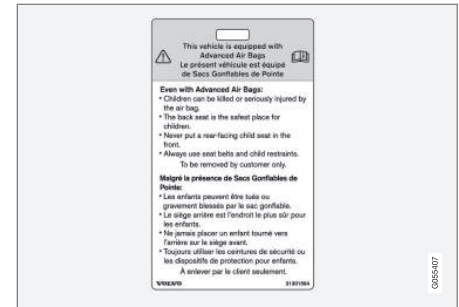 This vehicle is equipped with
Advanced Air Bags
Le présent véhicule est équipé
de Sacs Gonflables de Pointe
Even with Advanced Air Bags:
• Children can be killed or seriously injured by
the air bag.
• The back seat is the safest place for
children.
• Never put a rear-facing child seat in the
front.
• Always use seat belts and child restraints.
To be removed by customer only.
Malgré la présence de Sacs Gonflables de
Pointe:
• Les enfants peuvent être tués ou
gravement blessés par le sac gonflable.
• Le siège arrière est l'endroit le plus sûr pour
les enfants.
• Ne jamais placer un enfant tourné vers
l'arrière sur le siège avant.
• Toujours utiliser les ceintures de sécurité ou
les dispositifs de protection pour enfants.
À enlever par le client seulement.
VOLVO
G055407